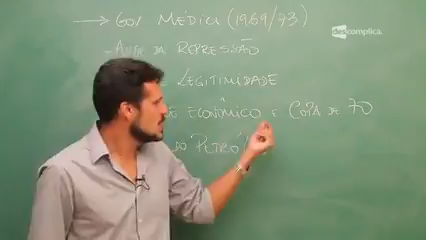 → GOV MÉDICI (1969/73)
descomplica.
- AUGE DA REPRESSÃO
LEGITIMIDADE
E ECONÔMICO E COPA DE 70
DO "PETRÓ